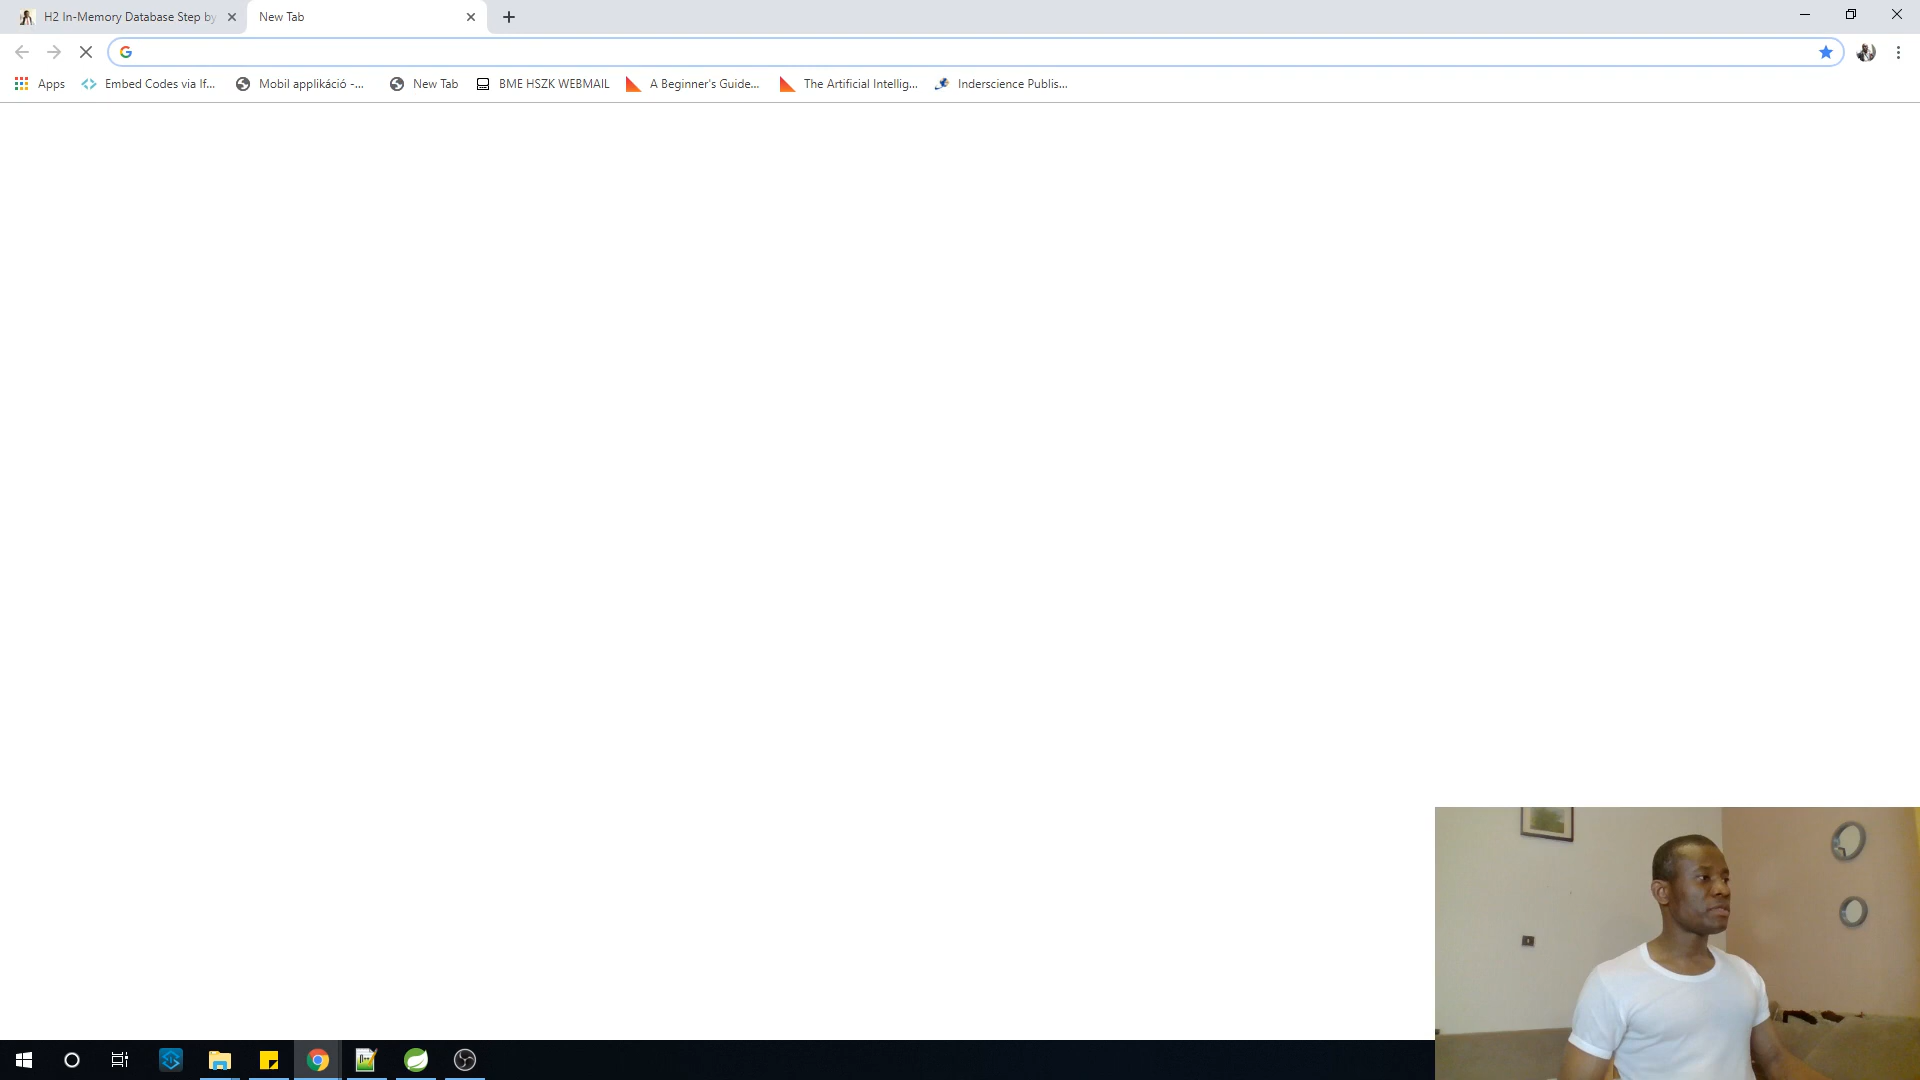 H2 In-Memory Database Step by
New Tab
Apps
Embed Codes via If...
Mobil applikáció -...
New Tab
BME HSZK WEBMAIL
A Beginner's Guide...
The Artificial Intellig...
Inderscience Publis...